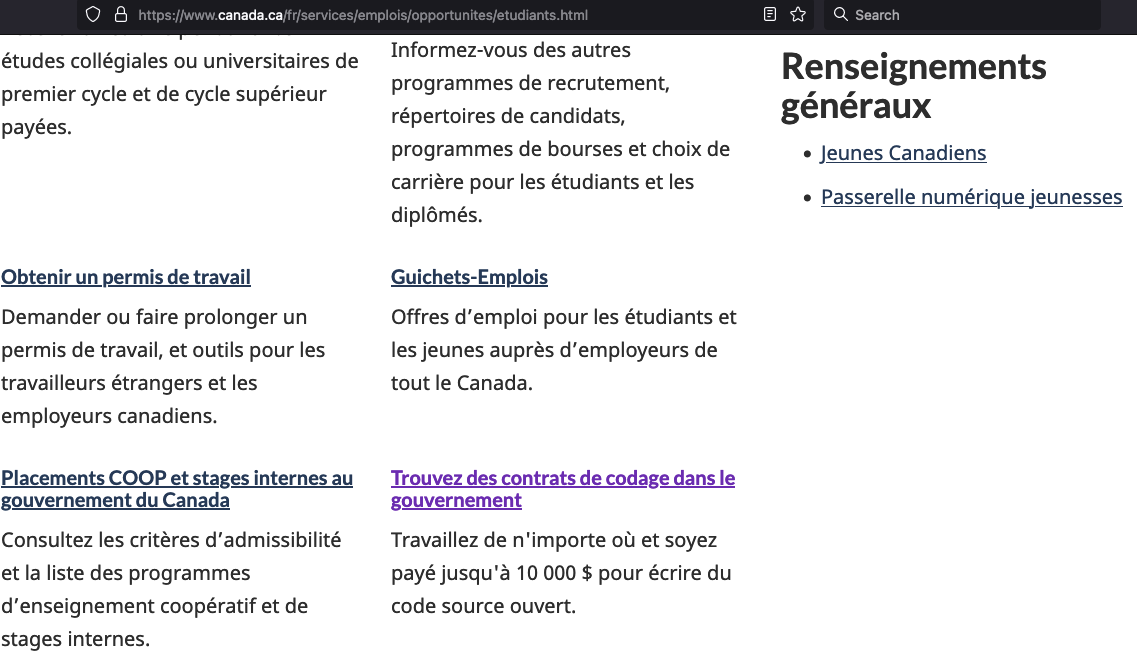 https://www.canada.ca/fr/services/emplois/opportunites/etudiants.html
Search
études collégiales ou universitaires de
premier cycle et de cycle supérieur
payées.
Informez-vous des autres
programmes de recrutement,
répertoires de candidats,
programmes de bourses et choix de
carrière pour les étudiants et les
diplômés.
Obtenir un permis de travail
Demander ou faire prolonger un
permis de travail, et outils pour les
travailleurs étrangers et les
employeurs canadiens.
Guichets-Emplois
Offres d’emploi pour les étudiants et
les jeunes auprès d’employeurs de
tout le Canada.
Placements COOP et stages internes au
gouvernement du Canada
Consultez les critères d’admissibilité
et la liste des programmes
d’enseignement coopératif et de
stages internes.
Trouvez des contrats de codage dans le
gouvernement
Travaillez de n'importe où et soyez
payé jusqu'à 10 000 $ pour écrire du
code source ouvert.
Renseignements
généraux
• Jeunes Canadiens
• Passerelle numérique jeunesses